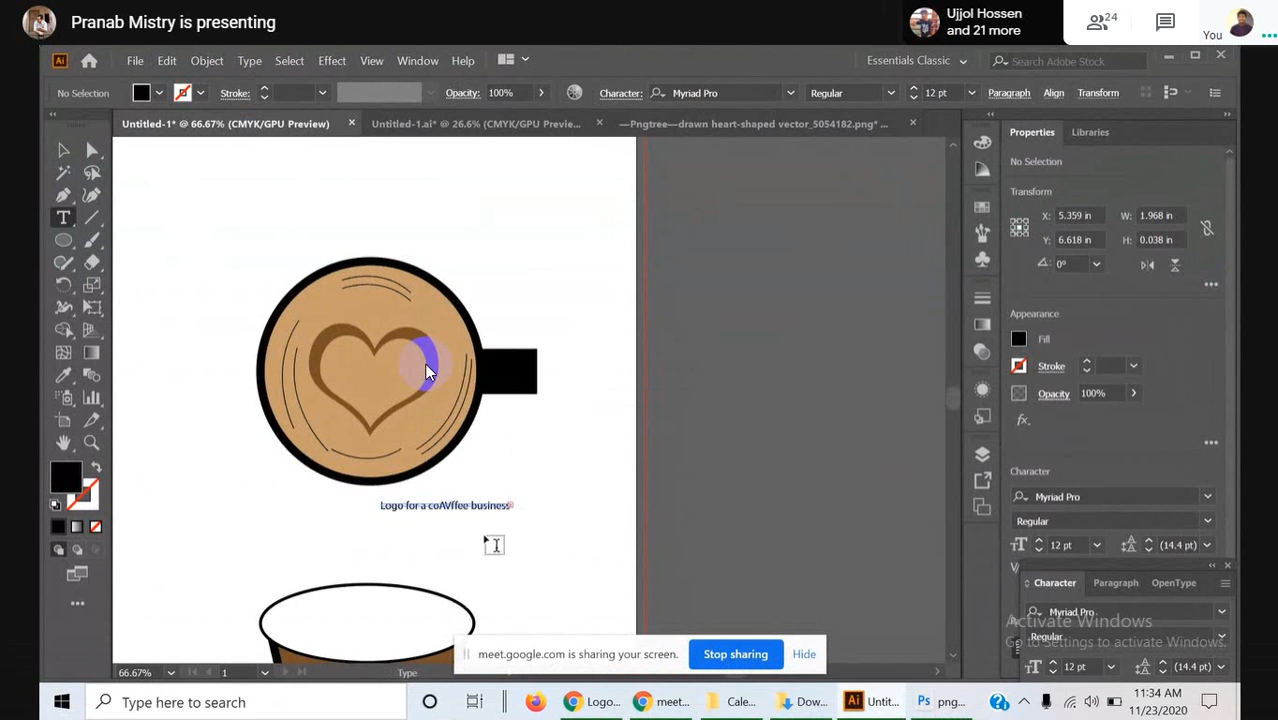 Pranab Mistry is presenting
Ujjol Hossen
and 21 more
24
You
Ai File Edit Object Type Select Effect View Window Help
Essentials Classic
Search Adobe Stock
No Selection Stroke: Opacity: 100% Character: Myriad Pro Regular 12 pt Paragraph Align Transform
Untitled-1* @ 66.67% (CMYK/GPU Preview)
Untitled-1.ai* @ 26.6% (CMYK/GPU Previe...
—Pngtree—drawn heart-shaped vector_5054182.png* ...
Properties Libraries
No Selection
Transform
X: 5.359 in W: 1.968 in
Y: 6.618 in H: 0.038 in
0°
Appearance
Fill
Stroke
Opacity 100%
fx.
Character
Myriad Pro
Regular
12 pt (14.4 pt)
Character Paragraph OpenType
Myriad Pro
Regular
12 pt (14.4 pt)
Activate Windows
Go to Settings to activate Windows.
Logo for a coAVffee business
66.67% 1 Type
meet.google.com is sharing your screen. Stop sharing Hide
Type here to search
Logo... meet... Cale... Dow... Ai Untit... Ps png...
11:34 AM
11/23/2020